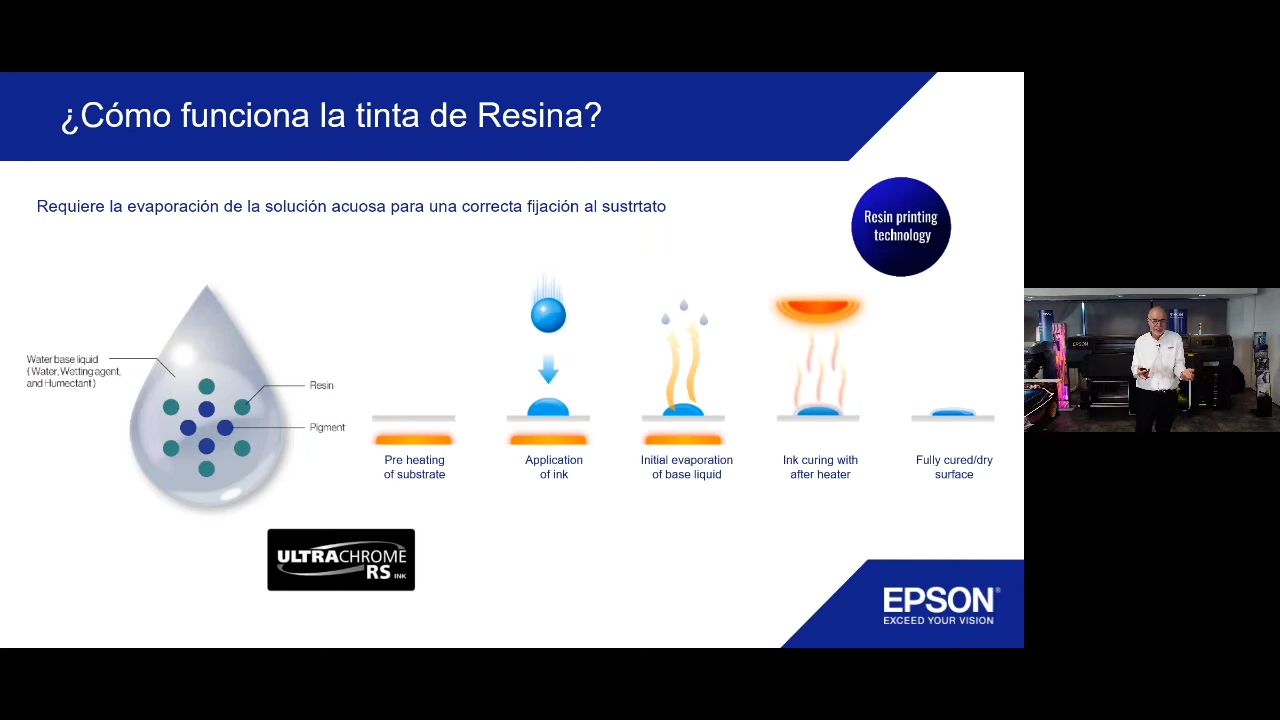 ¿Cómo funciona la tinta de Resina?
Requiere la evaporación de la solución acuosa para una correcta fijación al sustrtato
Resin printing
technology
Water base liquid
( Water, Wetting agent,
and Humectant )
Resin
Pigment
Pre heating
of substrate
Application
of ink
Initial evaporation
of base liquid
Ink curing with
after heater
Fully cured/dry
surface
ULTRACHROME
RS INK
EPSON®
EXCEED YOUR VISION
EPSON